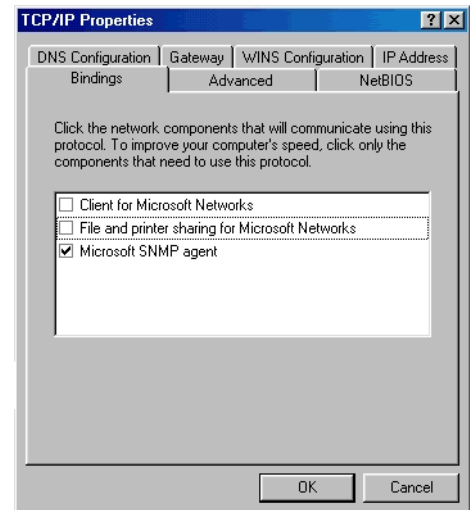 TCP/IP Properties
DNS Configuration Gateway WINS Configuration IP Address
Bindings Advanced NetBIOS
Click the network components that will communicate using this
protocol. To improve your computer's speed, click only the
components that need to use this protocol.
Client for Microsoft Networks
File and printer sharing for Microsoft Networks
Microsoft SNMP agent
OK Cancel